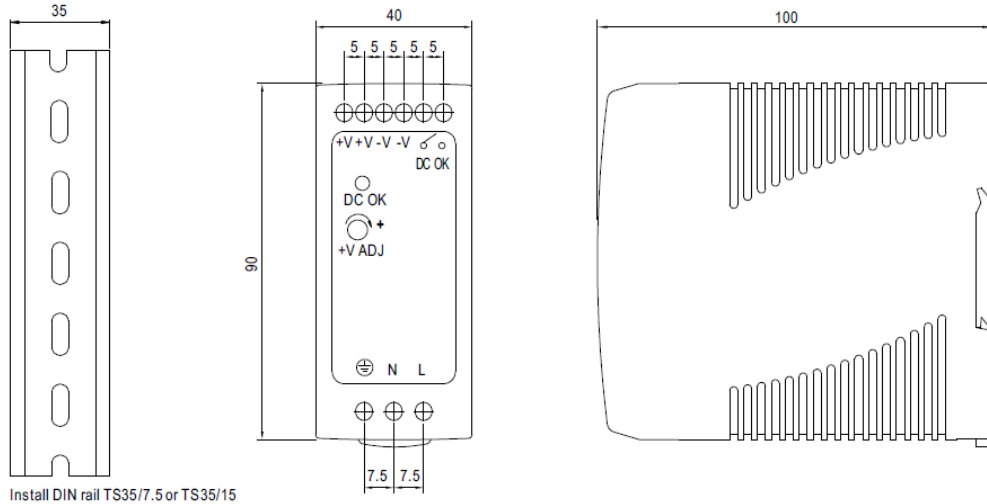 35
40
100
5 5 5 5 5
90
+V +V -V -V
DC OK
DC OK
+
+V ADJ
N L
7.5 7.5
Install DIN rail TS35/7.5 or TS35/15